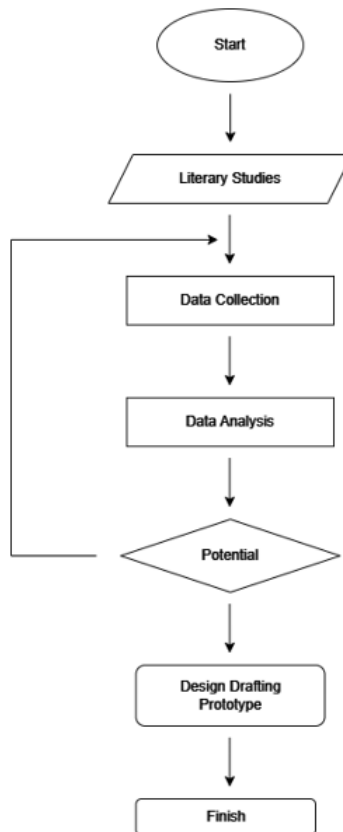 Start
Literary Studies
Data Collection
Data Analysis
Potential
Design Drafting
Prototype
Finish